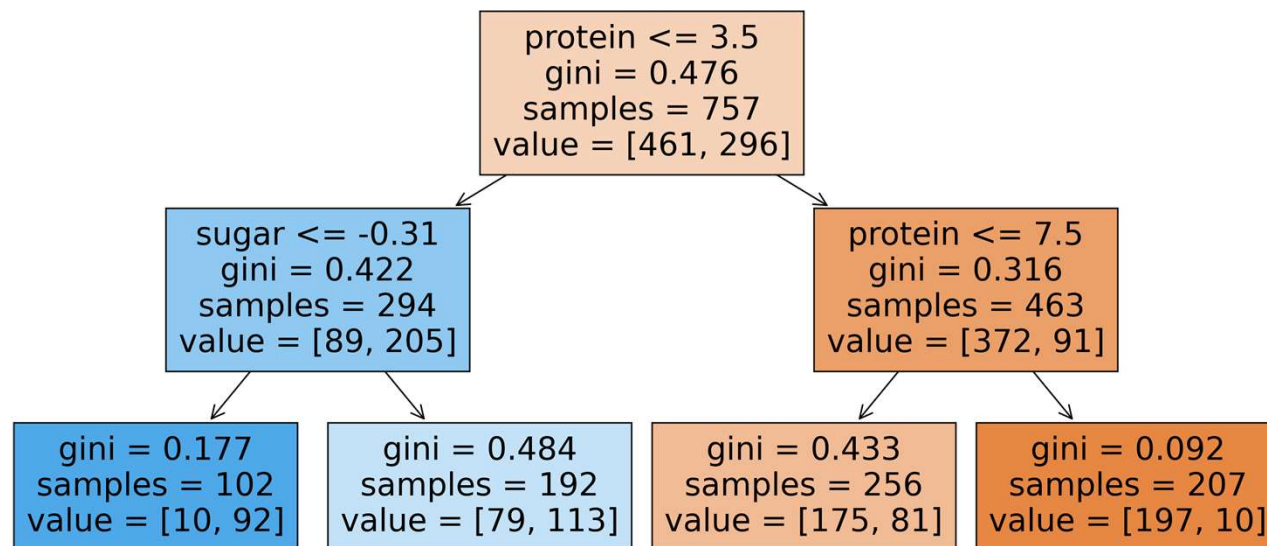 protein <= 3.5
gini = 0.476
samples = 757
value = [461, 296]
sugar <= -0.31
gini = 0.422
samples = 294
value = [89, 205]
protein <= 7.5
gini = 0.316
samples = 463
value = [372, 91]
gini = 0.177
samples = 102
value = [10, 92]
gini = 0.484
samples = 192
value = [79, 113]
gini = 0.433
samples = 256
value = [175, 81]
gini = 0.092
samples = 207
value = [197, 10]